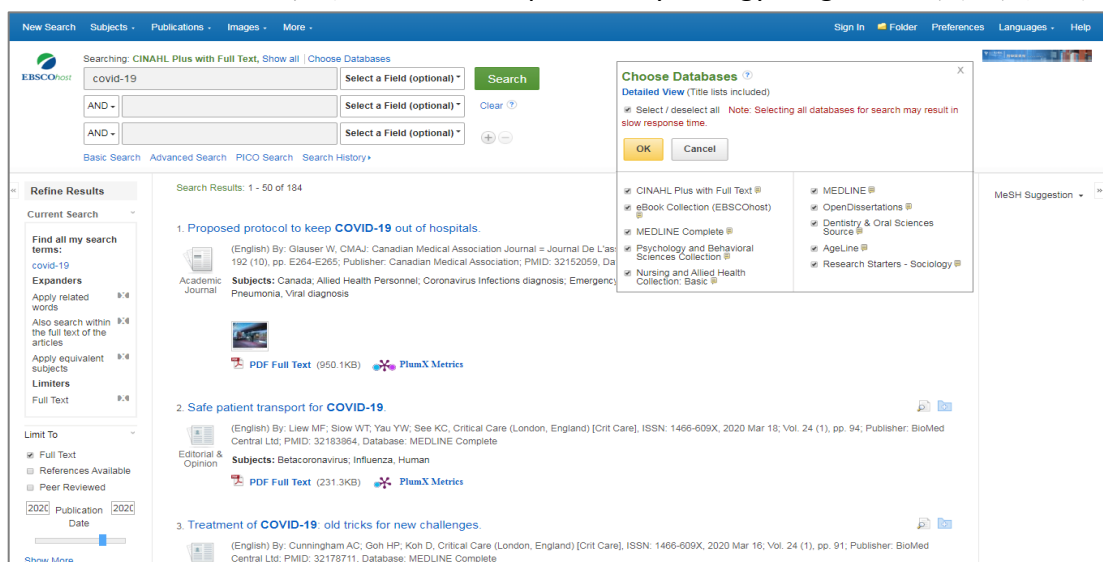 New Search Subjects Publications Images More Sign In Folder Preferences Languages Help
EBSCOhost
Searching: CINAHL Plus with Full Text, Show all | Choose Databases
covid-19 Select a Field (optional) Search
AND Select a Field (optional) Clear ?
AND Select a Field (optional)
Basic Search Advanced Search PICO Search Search History
Choose Databases ? X
Detailed View (Title lists included)
Select / deselect all Note: Selecting all databases for search may result in
slow response time.
OK Cancel
CINAHL Plus with Full Text
eBook Collection (EBSCOhost)
MEDLINE Complete
Psychology and Behavioral
Sciences Collection
Nursing and Allied Health
Collection: Basic
MEDLINE
OpenDissertations
Dentistry & Oral Sciences
Source
AgeLine
Research Starters - Sociology
MeSH Suggestion
Refine Results
Current Search
Find all my search
terms:
covid-19
Expanders
Apply related
words
Also search within
the full text of the
articles
Apply equivalent
subjects
Limiters
Full Text
Limit To
Full Text
References Available
Peer Reviewed
Publication
Date
Show More
Search Results: 1 - 50 of 184
1. Proposed protocol to keep COVID-19 out of hospitals.
(English) By: Glauser W, CMAJ: Canadian Medical Association Journal = Journal De L'as
192 (10), pp. E264-E265; Publisher: Canadian Medical Association; PMID: 32152059, Da
Academic
Journal
Subjects: Canada; Allied Health Personnel; Coronavirus Infections diagnosis; Emergency
Pneumonia, Viral diagnosis
PDF Full Text (950.1KB) PlumX Metrics
2. Safe patient transport for COVID-19.
(English) By: Liew MF; Siow WT; Yau YW; See KC, Critical Care (London, England) [Crit Care], ISSN: 1466-609X, 2020 Mar 18; Vol. 24 (1), pp. 94; Publisher: BioMed
Central Ltd; PMID: 32183864, Database: MEDLINE Complete
Editorial &
Opinion
Subjects: Betacoronavirus; Influenza, Human
PDF Full Text (231.3KB) PlumX Metrics
3. Treatment of COVID-19: old tricks for new challenges.
(English) By: Cunningham AC; Goh HP; Koh D, Critical Care (London, England) [Crit Care], ISSN: 1466-609X, 2020 Mar 16; Vol. 24 (1), pp. 91; Publisher: BioMed
Central Ltd; PMID: 32178711, Database: MEDLINE Complete